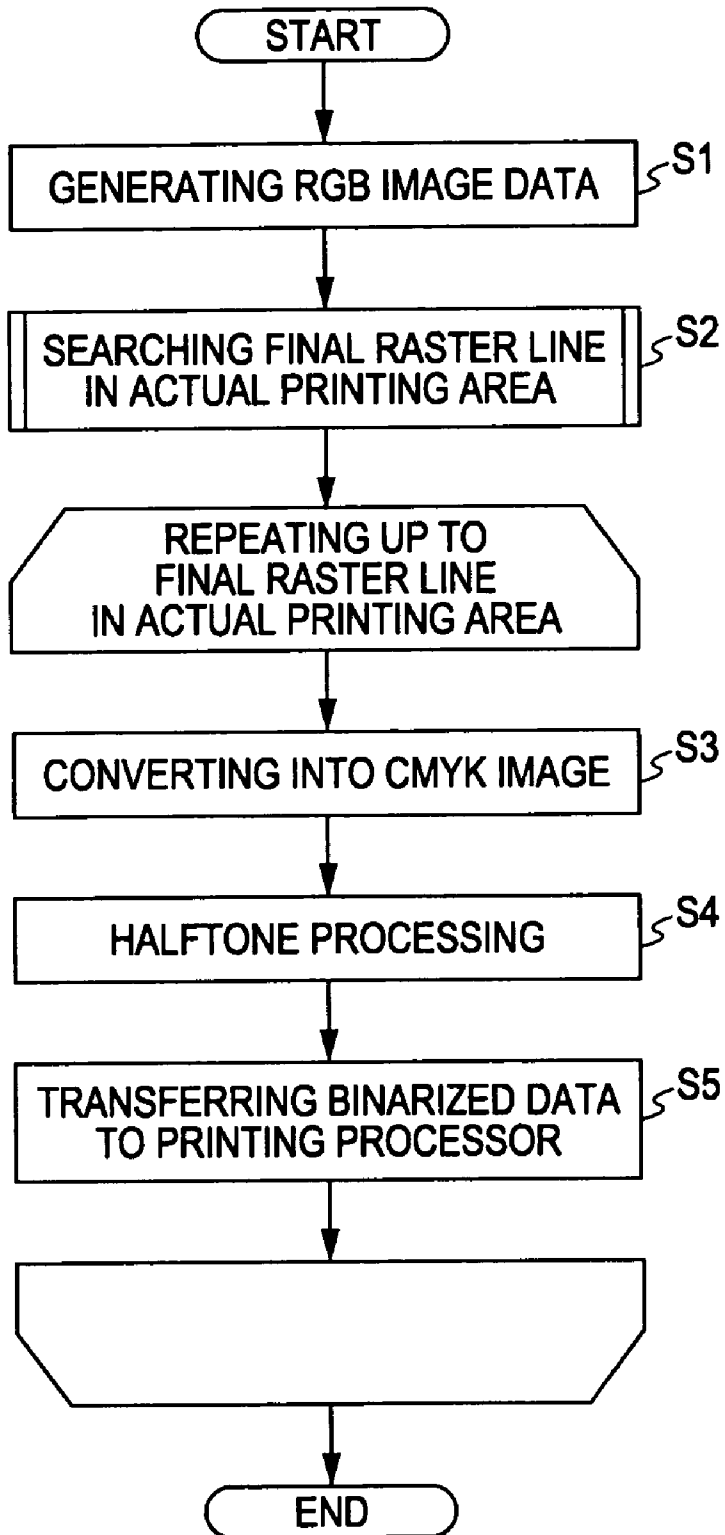 START
GENERATING RGB IMAGE DATA
S1
SEARCHING FINAL RASTER LINE
IN ACTUAL PRINTING AREA
S2
REPEATING UP TO
FINAL RASTER LINE
IN ACTUAL PRINTING AREA
CONVERTING INTO CMYK IMAGE
S3
HALFTONE PROCESSING
S4
TRANSFERRING BINARIZED DATA
TO PRINTING PROCESSOR
S5
END